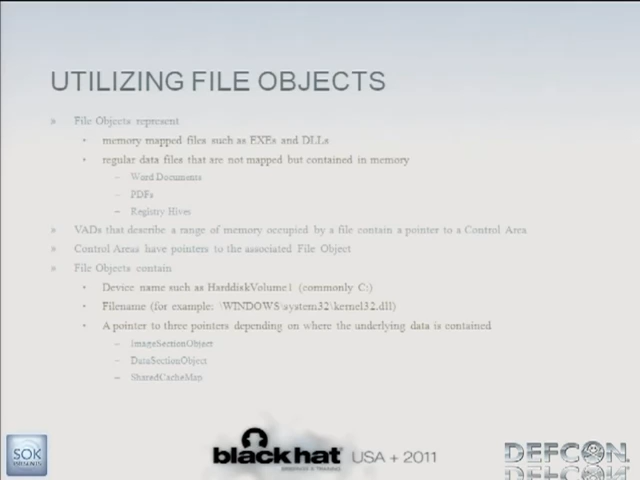 UTILIZING FILE OBJECTS
» File Objects represent
• memory mapped files such as EXEs and DLLs
• regular data files that are not mapped but contained in memory
– Word Documents
– PDFs
– Registry Hives
» VADs that describe a range of memory occupied by a file contain a pointer to a Control Area
» Control Areas have pointers to the associated File Object
» File Objects contain
• Device name such as HarddiskVolume1 (commonly C:)
• Filename (for example: \WINDOWS\system32\kernel32.dll)
• A pointer to three pointers depending on where the underlying data is contained
– ImageSectionObject
– DataSectionObject
– SharedCacheMap
SOK
black hat USA + 2011
DEFCON